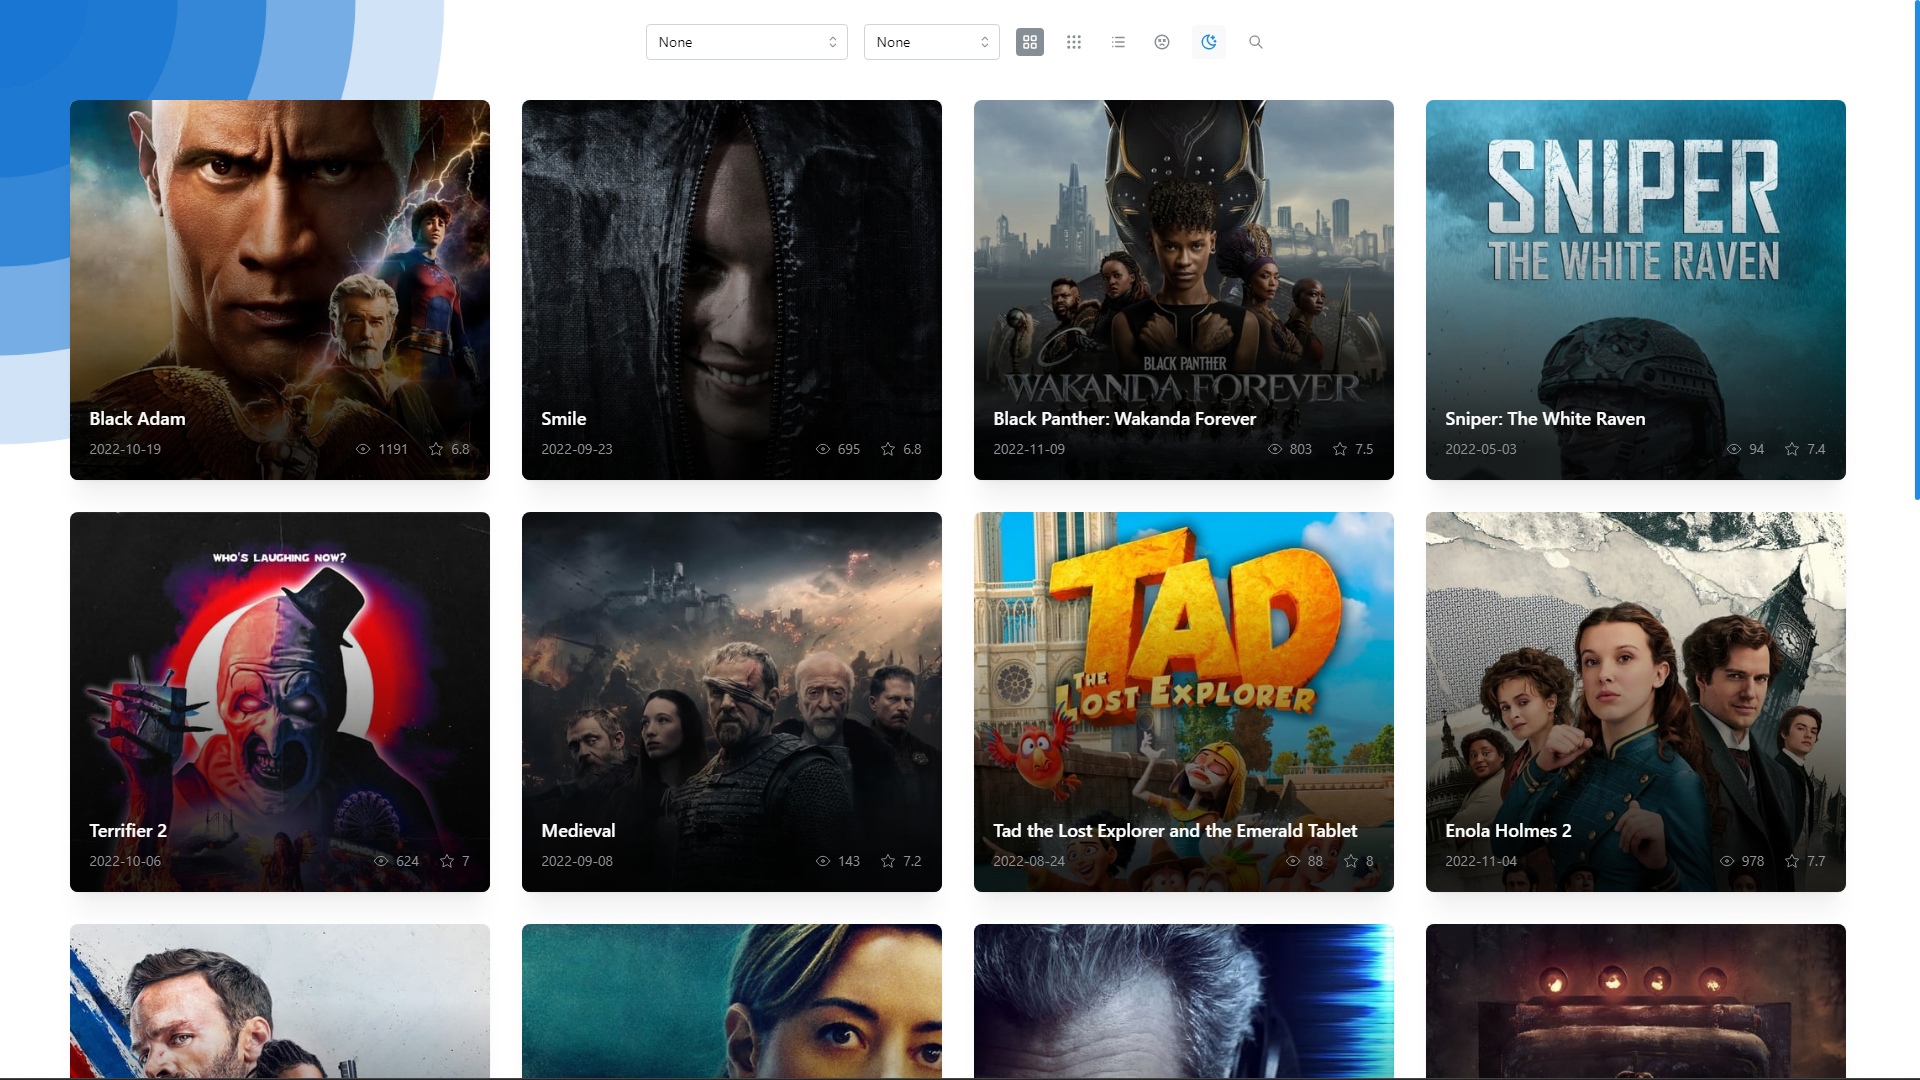 None
None
Black Adam
2022-10-19
1191
6.8
Smile
2022-09-23
695
6.8
BLACK PANTHER
WAKANDA FOREVER
Black Panther: Wakanda Forever
2022-11-09
803
7.5
SNIPER
THE WHITE RAVEN
Sniper: The White Raven
2022-05-03
94
7.4
WHO'S LAUGHING NOW?
Terrifier 2
2022-10-06
624
7
Medieval
2022-09-08
143
7.2
TAD
THE
LOST EXPLORER
Tad the Lost Explorer and the Emerald Tablet
2022-08-24
88
8
Enola Holmes 2
2022-11-04
978
7.7